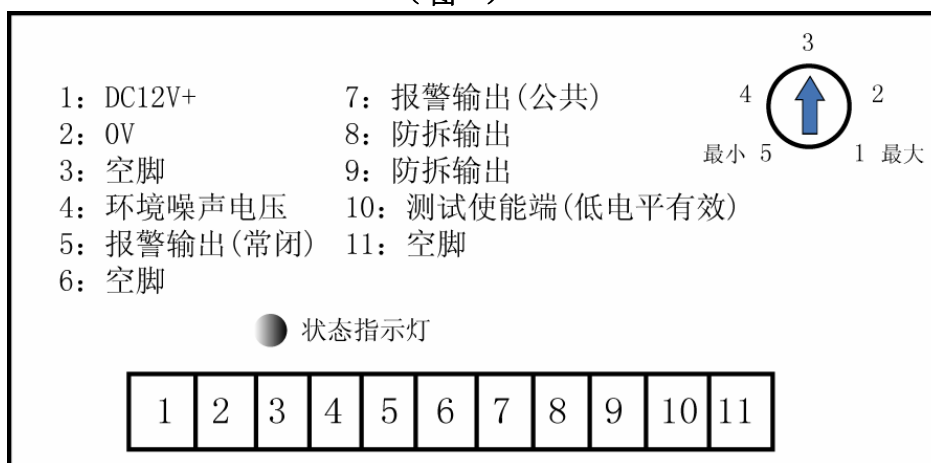 3
1: DC12V+ 7: 报警输出(公共) 4 2
2: 0V 8: 防拆输出
3: 空脚 9: 防拆输出 最小 5 1 最大
4: 环境噪声电压 10: 测试使能端(低电平有效)
5: 报警输出(常闭) 11: 空脚
6: 空脚
状态指示灯
1 2 3 4 5 6 7 8 9 10 11